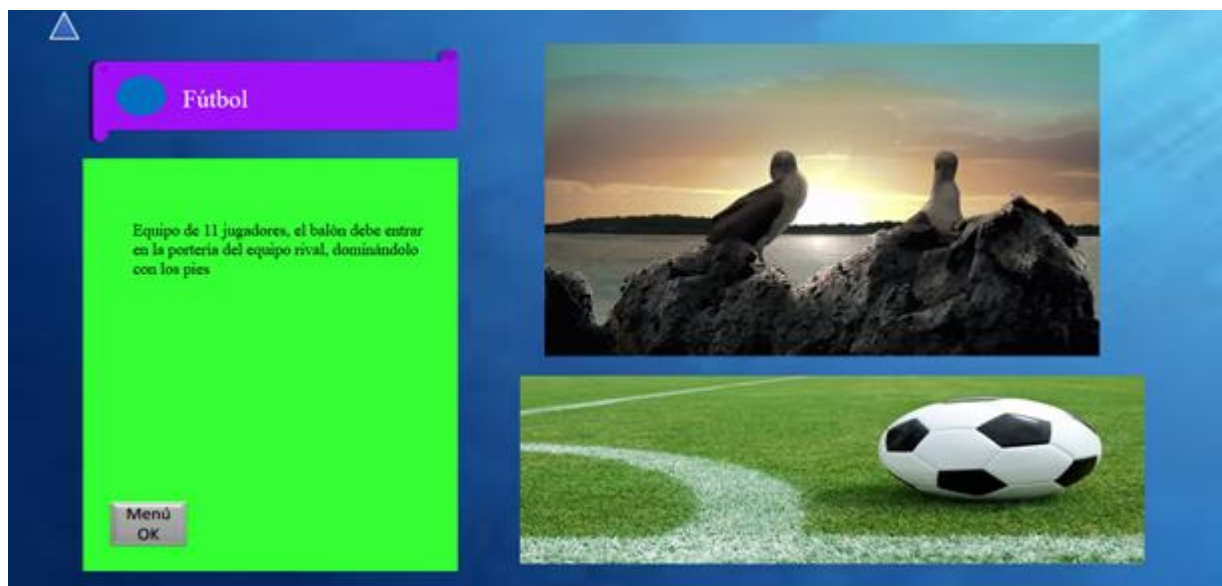 Fútbol
Equipo de 11 jugadores, el balón debe entrar
en la portería del equipo rival, dominándolo
con los pies
Menú
OK